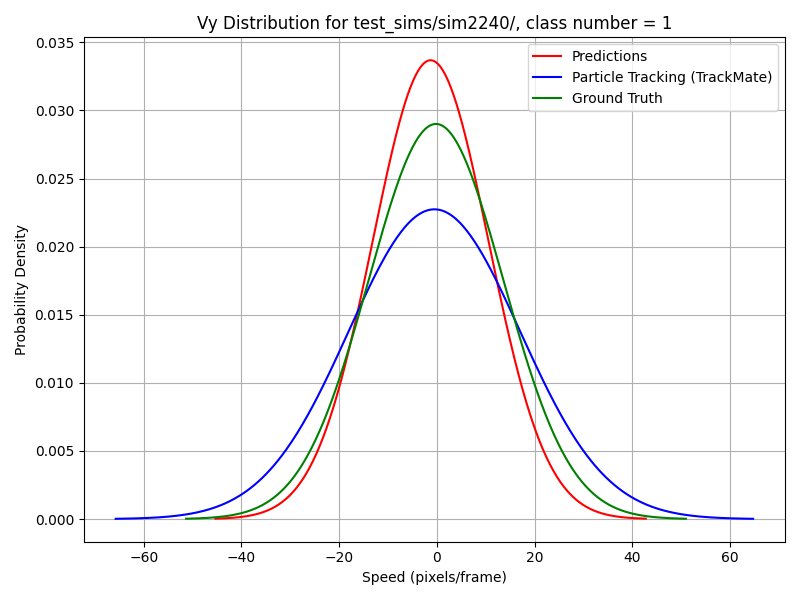 Vy Distribution for test_sims/sim2240/, class number = 1
Predictions
Particle Tracking (TrackMate)
Ground Truth
Probability Density
0.035
0.030
0.025
0.020
0.015
0.010
0.005
0.000
−60 −40 −20 0 20 40 60
Speed (pixels/frame)